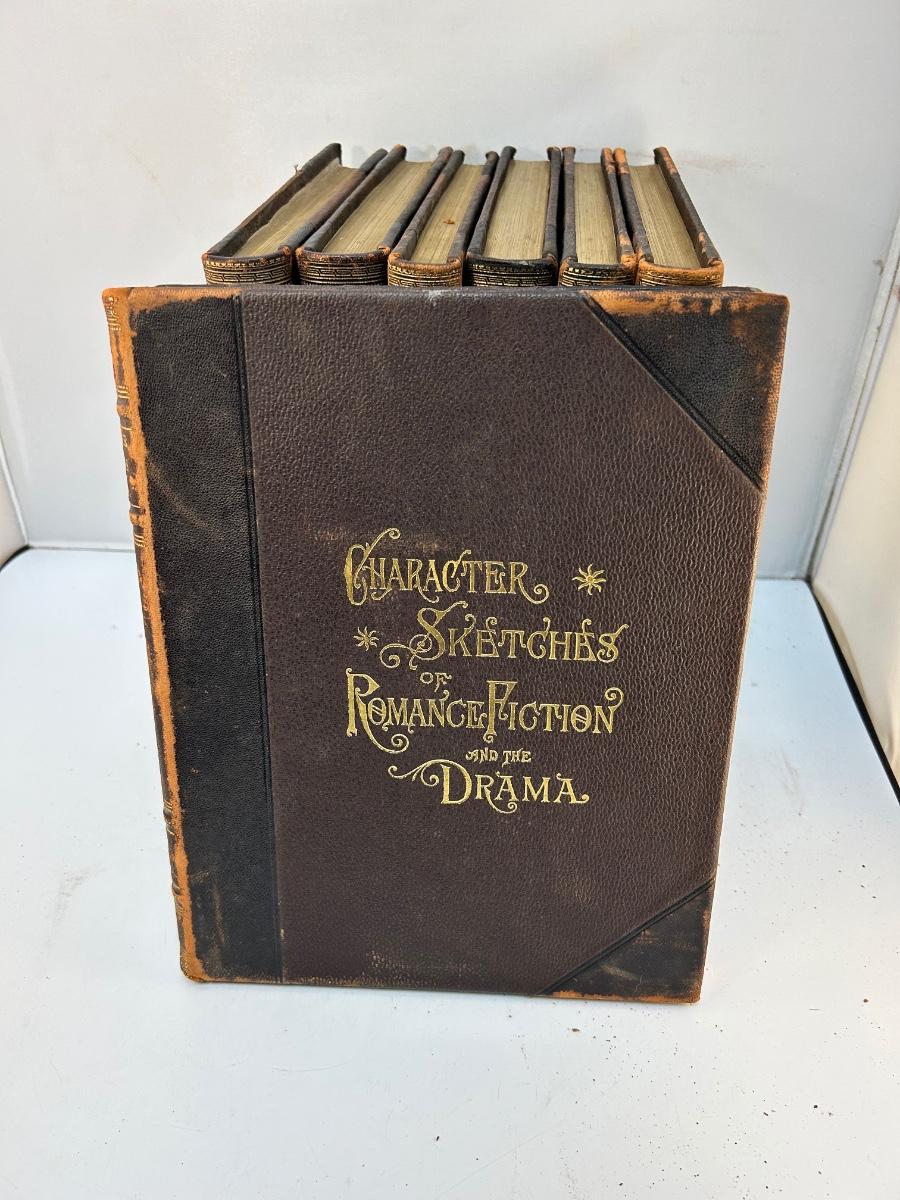 CHARACTER
SKETCHES
OF
ROMANCE FICTION
AND THE
DRAMA